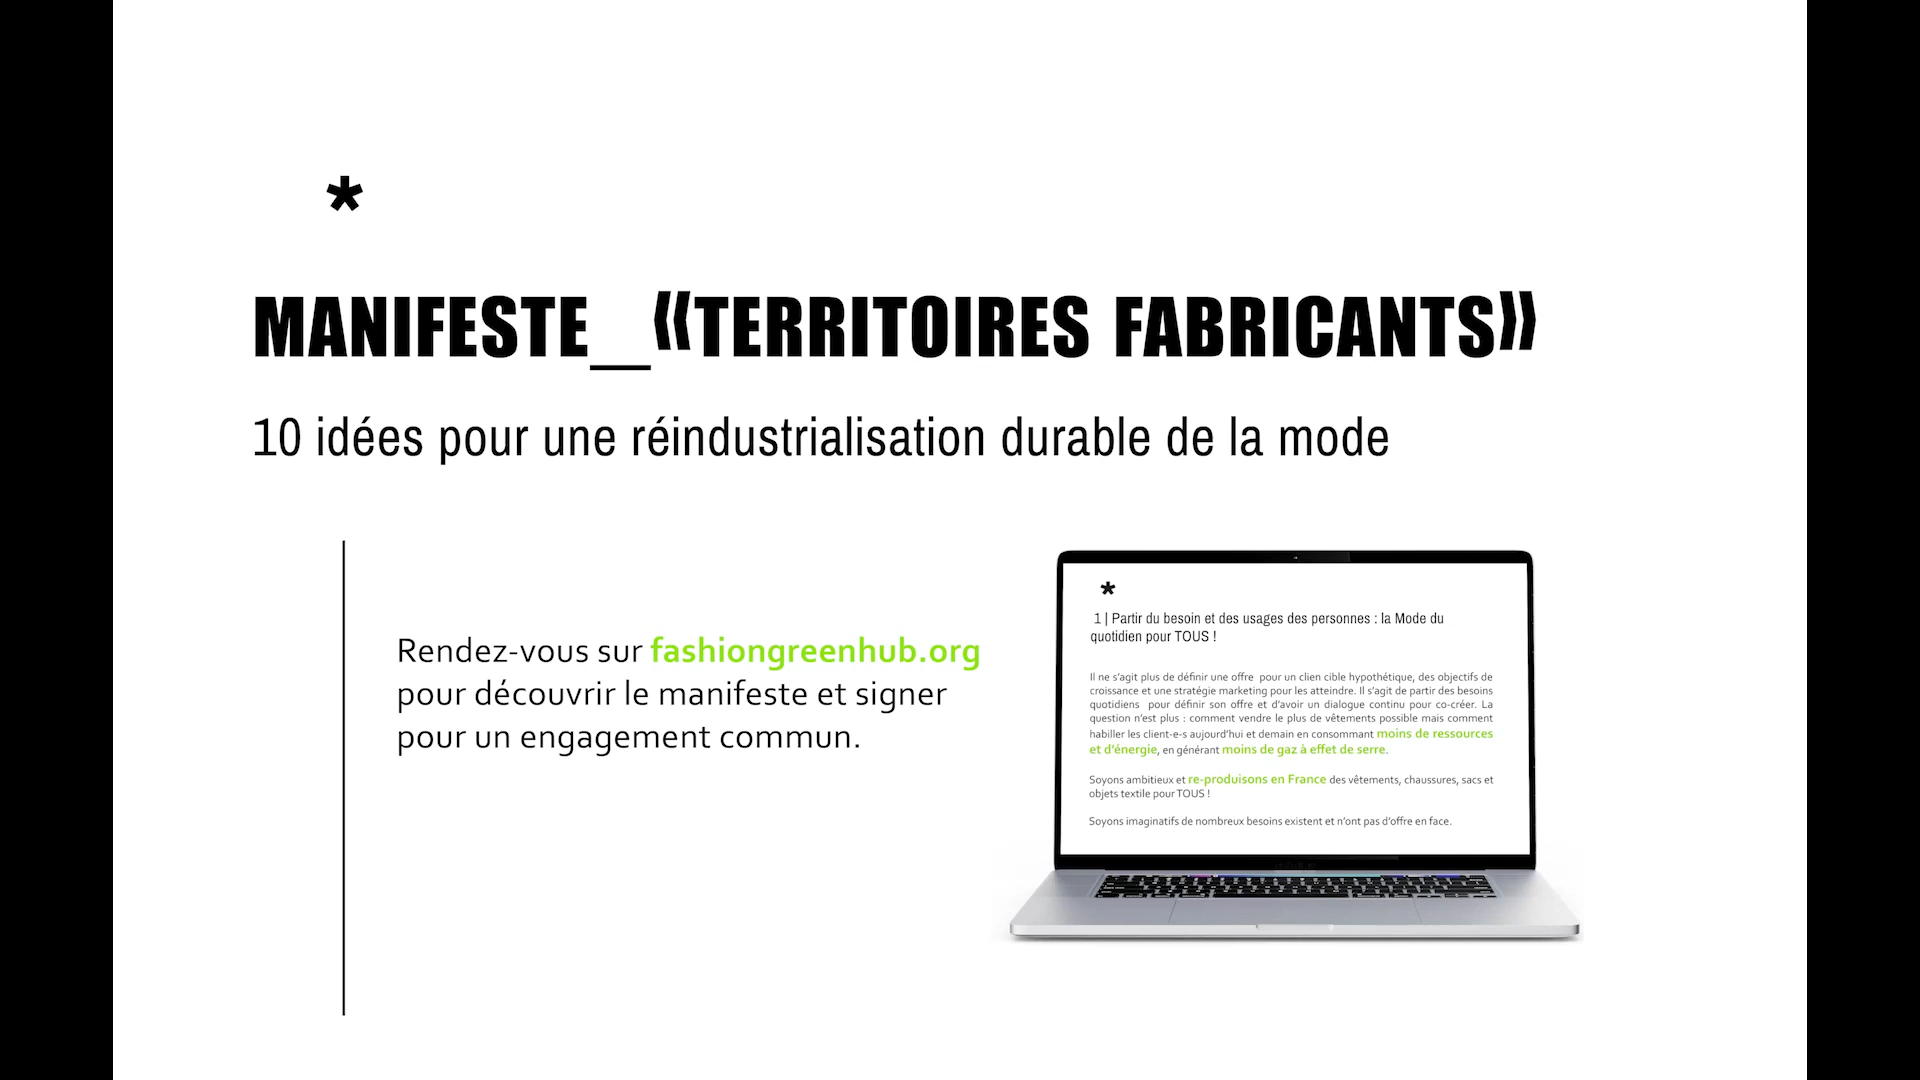 *
MANIFESTE__«TERRITOIRES FABRICANTS»
10 idées pour une réindustrialisation durable de la mode
Rendez-vous sur fashiongreenhub.org
pour découvrir le manifeste et signer
pour un engagement commun.
*
1 | Partir du besoin et des usages des personnes : la Mode du
quotidien pour TOUS !
Il ne s'agit plus de définir une offre pour un clien cible hypothétique, des objectifs de
croissance et une stratégie marketing pour les atteindre. Il s'agit de partir des besoins
quotidiens pour définir son offre et d'avoir un dialogue continu pour co-créer. La
question n'est plus : comment vendre le plus de vêtements possible mais comment
habiller les client-e-s aujourd'hui et demain en consommant moins de ressources
et d'énergie, en générant moins de gaz à effet de serre.
Soyons ambitieux et re-produisons en France des vêtements, chaussures, sacs et
objets textile pour TOUS !
Soyons imaginatifs de nombreux besoins existent et n'ont pas d'offre en face.